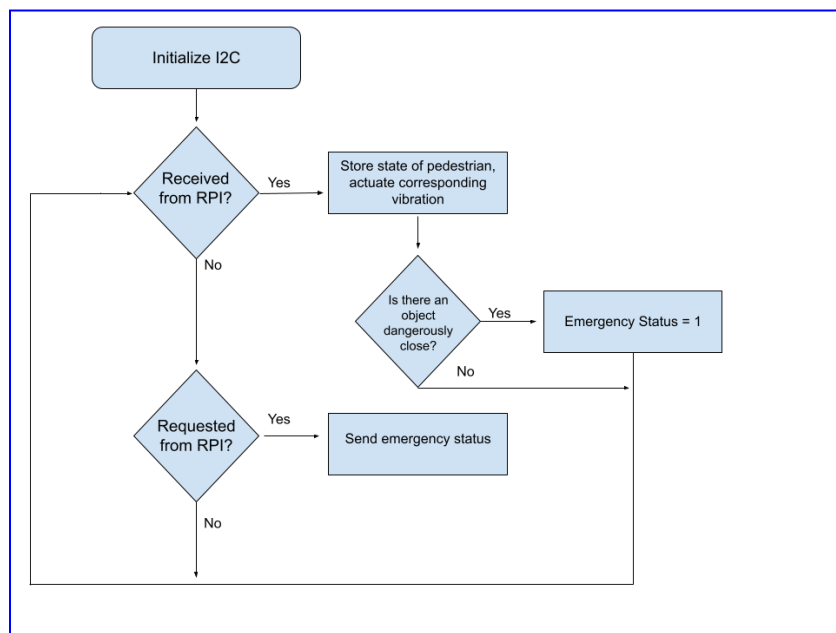 Initialize I2C
Received
from RPI?
Yes
Store state of pedestrian,
actuate corresponding
vibration
No
Is there an
object
dangerously
close?
Yes
Emergency Status = 1
No
Requested
from RPI?
Yes
Send emergency status
No